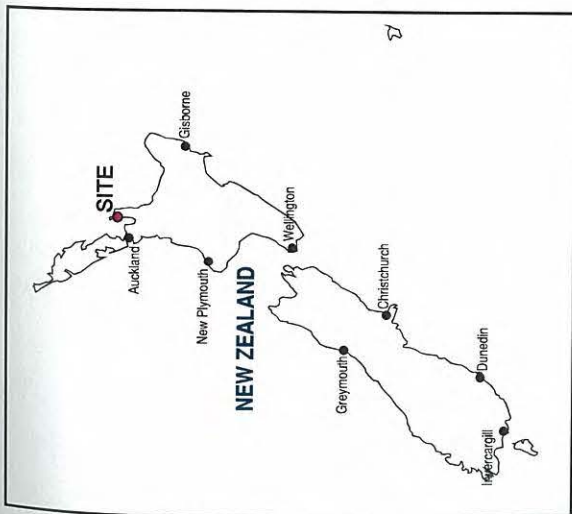 SITE
Auckland
Gisborne
New Plymouth
Wellington
NEW ZEALAND
Christchurch
Greymouth
Dunedin
Invercargill